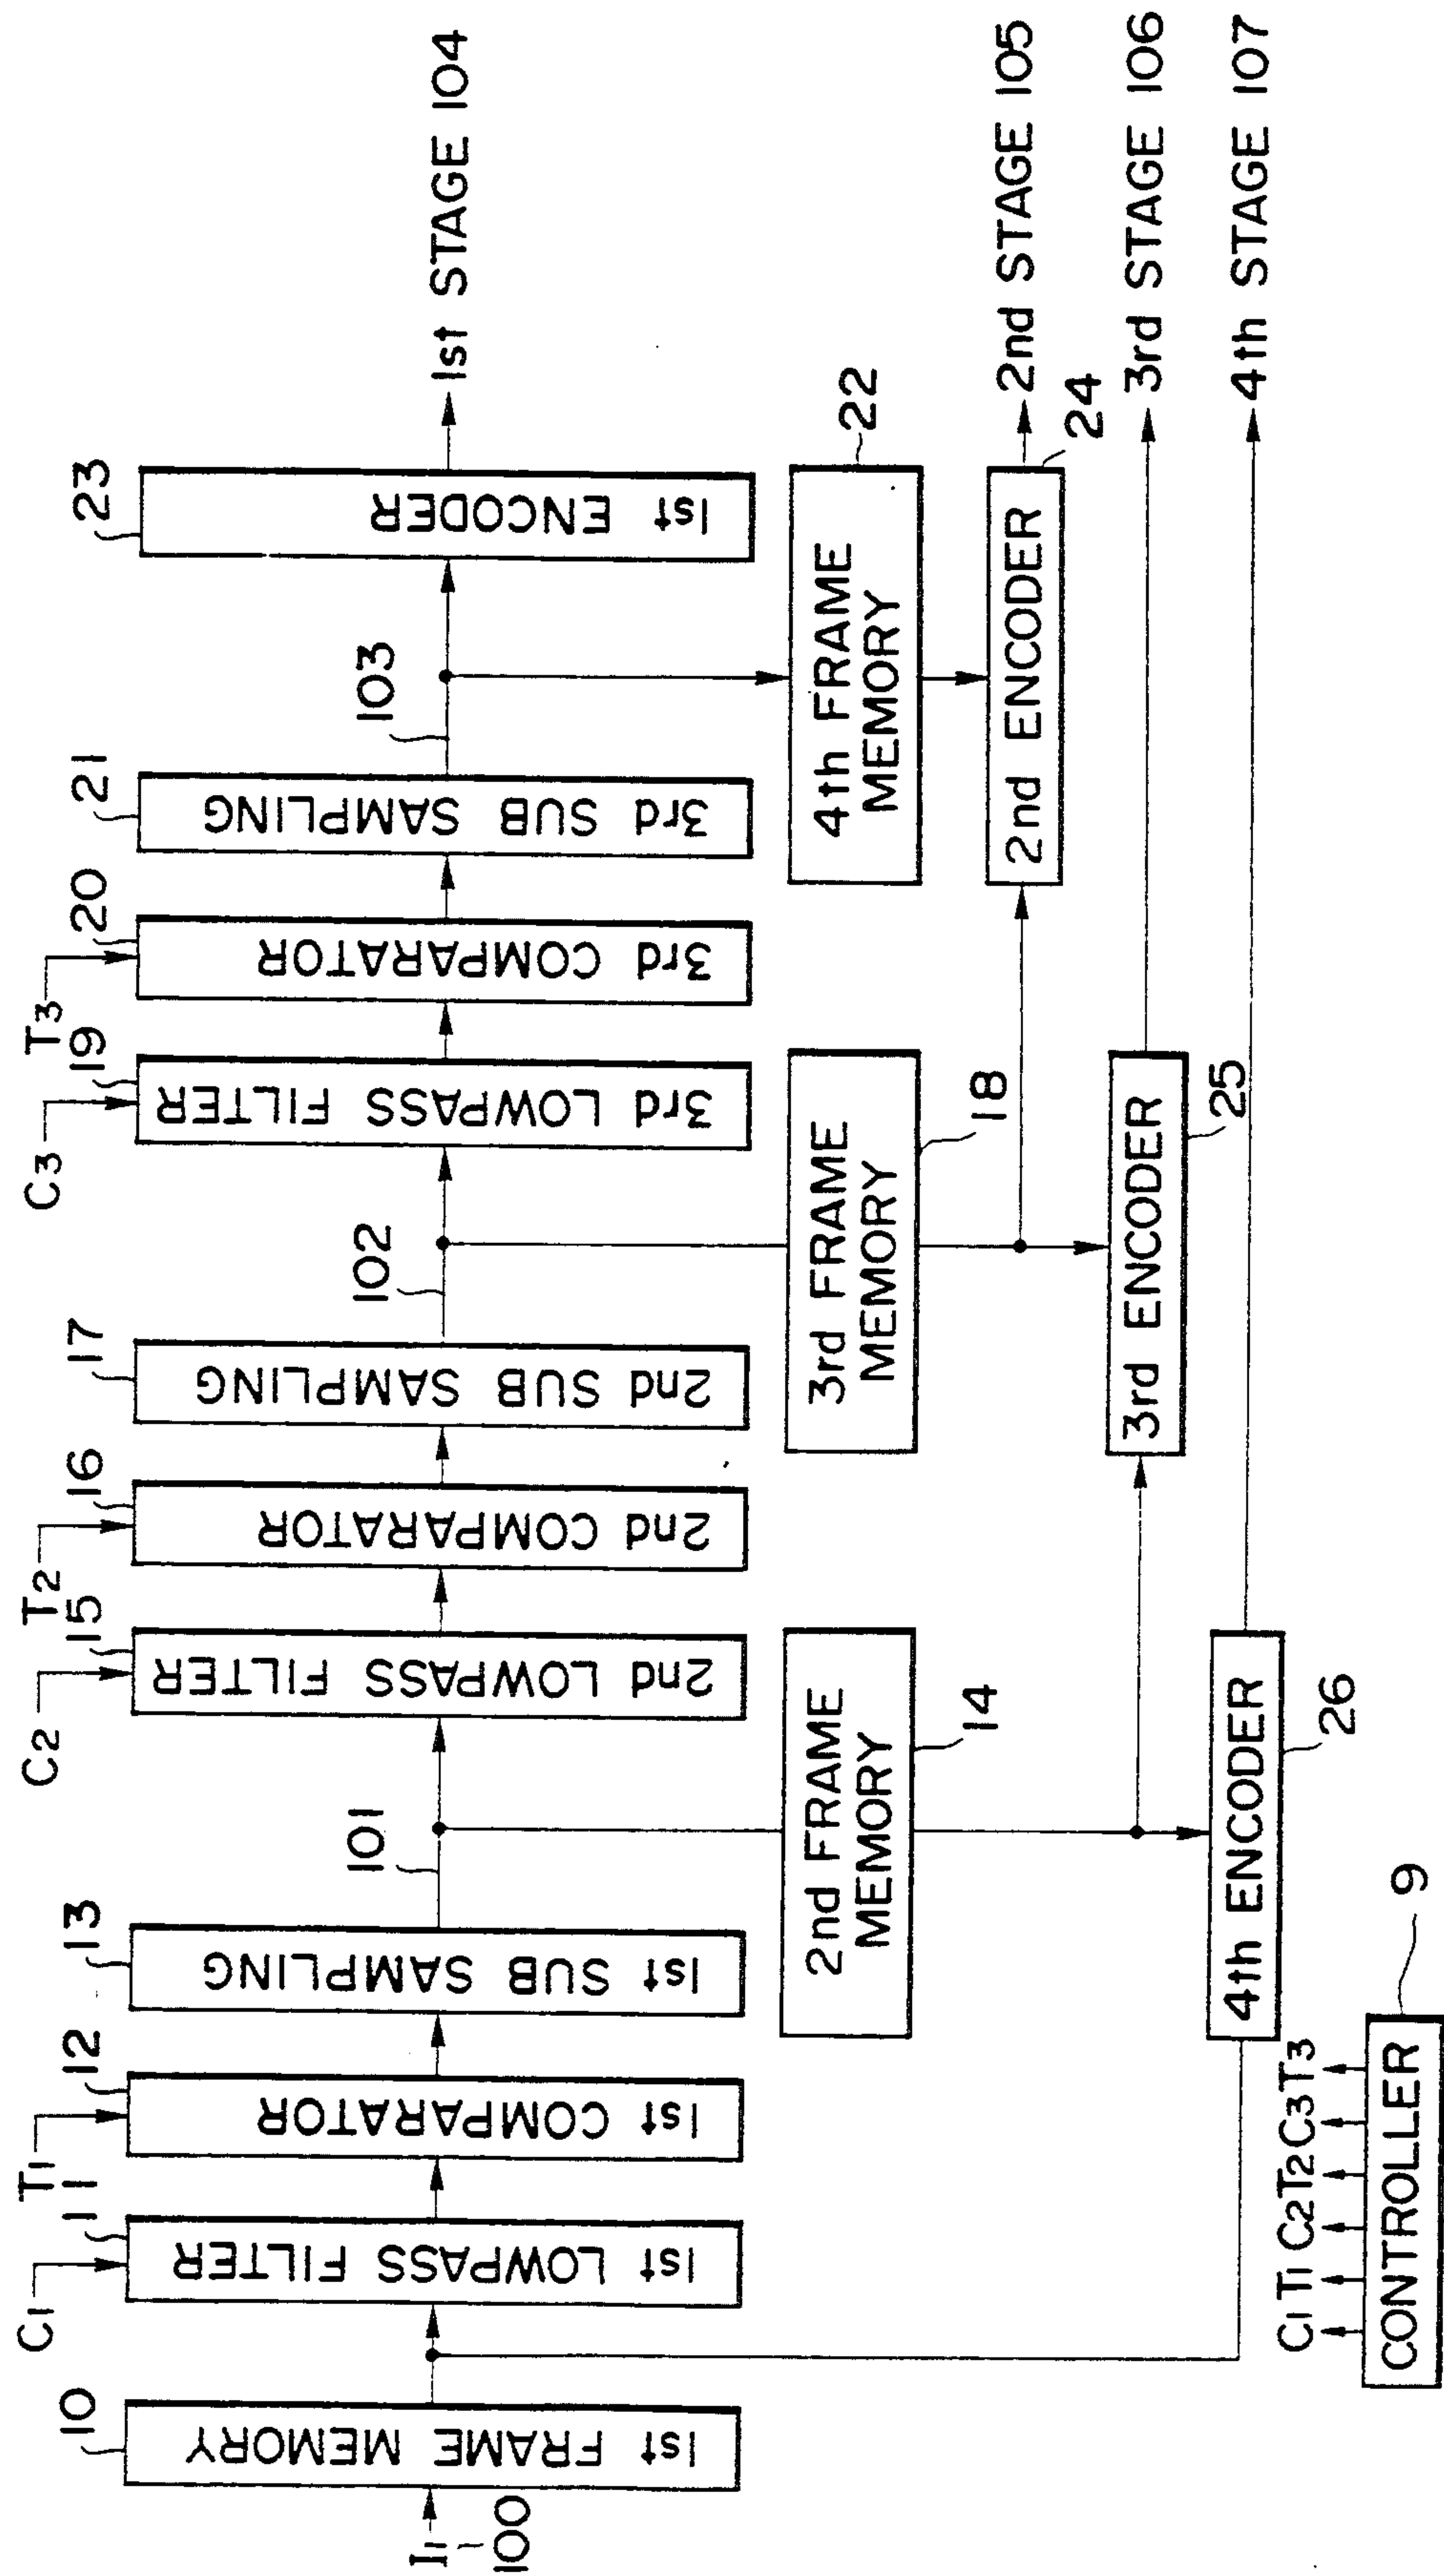 I1
100
10
1st FRAME MEMORY
C1
11
1st LOWPASS FILTER
T1
12
1st COMPARATOR
13
1st SUB SAMPLING
101
C2
15
2nd LOWPASS FILTER
T2
16
2nd COMPARATOR
17
2nd SUB SAMPLING
102
C3
19
3rd LOWPASS FILTER
T3
20
3rd COMPARATOR
21
3rd SUB SAMPLING
103
23
1st ENCODER
1st STAGE 104
2nd FRAME
MEMORY
14
3rd FRAME
MEMORY
18
4th FRAME
MEMORY
22
2nd ENCODER
24
2nd STAGE 105
3rd ENCODER
25
3rd STAGE 106
4th ENCODER
26
4th STAGE 107
C1 T1 C2 T2 C3 T3
CONTROLLER
9